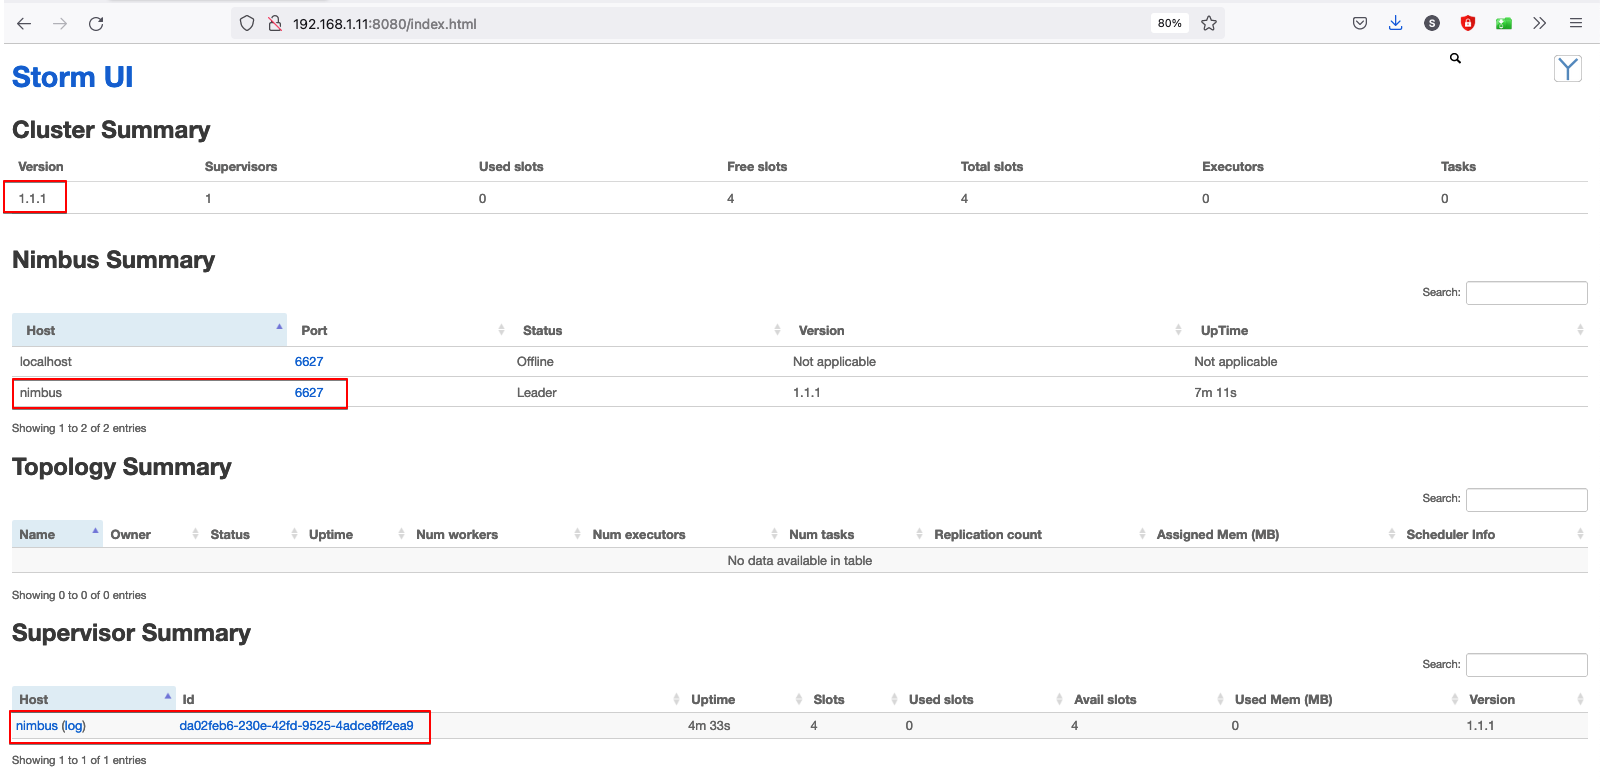 192.168.1.11:8080/index.html 80% S
Storm UI
Cluster Summary
Version Supervisors Used slots Free slots Total slots Executors Tasks
1.1.1 1 0 4 4 0 0
Nimbus Summary
Search:
Host Port Status Version UpTime
localhost 6627 Offline Not applicable Not applicable
nimbus 6627 Leader 1.1.1 7m 11s
Showing 1 to 2 of 2 entries
Topology Summary
Search:
Name Owner Status Uptime Num workers Num executors Num tasks Replication count Assigned Mem (MB) Scheduler Info
No data available in table
Showing 0 to 0 of 0 entries
Supervisor Summary
Search:
Host Id Uptime Slots Used slots Avail slots Used Mem (MB) Version
nimbus (log) da02feb6-230e-42fd-9525-4adce8ff2ea9 4m 33s 4 0 4 0 1.1.1
Showing 1 to 1 of 1 entries